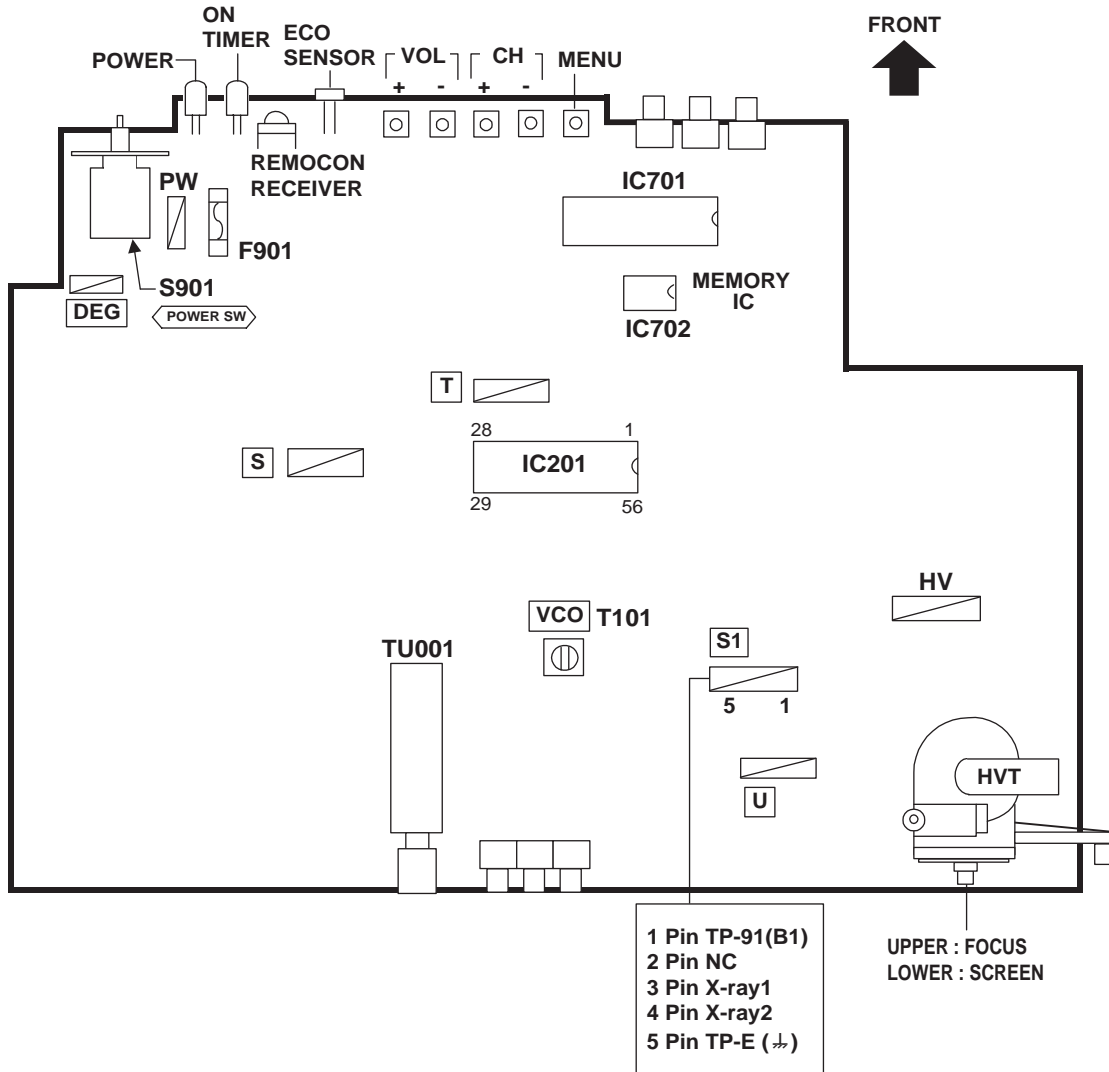 ON
TIMER
ECO
SENSOR
FRONT
POWER
VOL
CH
MENU
+ - + -
REMOCON
RECEIVER
PW
IC701
F901
S901
MEMORY
IC
DEG
POWER SW
IC702
T
28 1
S
IC201
29 56
HV
VCO T101
S1
TU001
5 1
HVT
U
1 Pin TP-91(B1)
2 Pin NC
3 Pin X-ray1
4 Pin X-ray2
5 Pin TP-E ( )
UPPER : FOCUS
LOWER : SCREEN